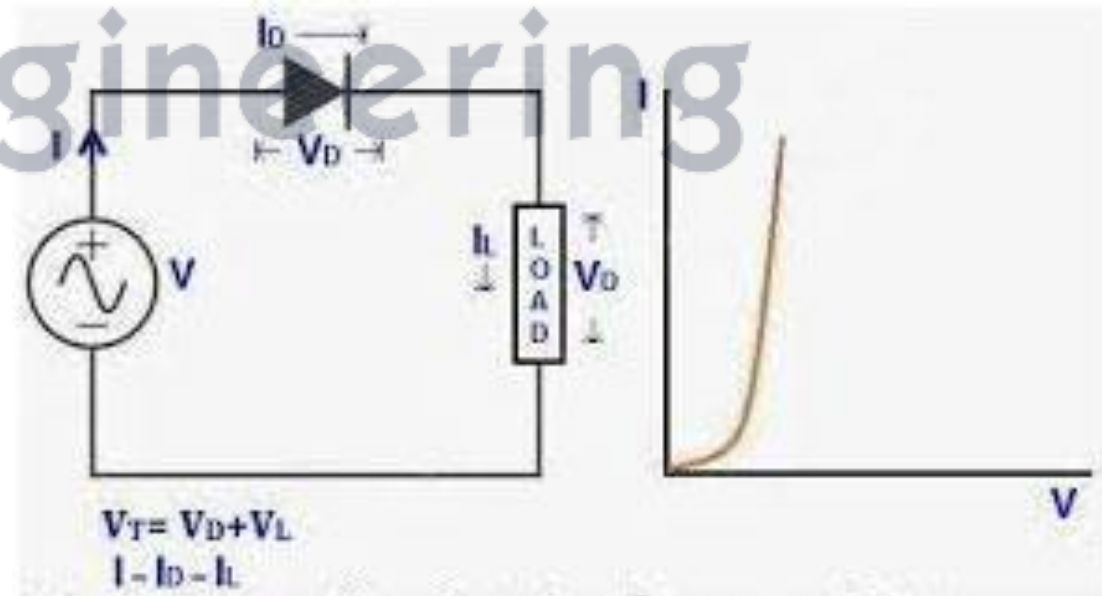 gineering
ID
I
VD
I
V
IL
LOAD
VD
V
VT= VD+VL
I - ID - IL